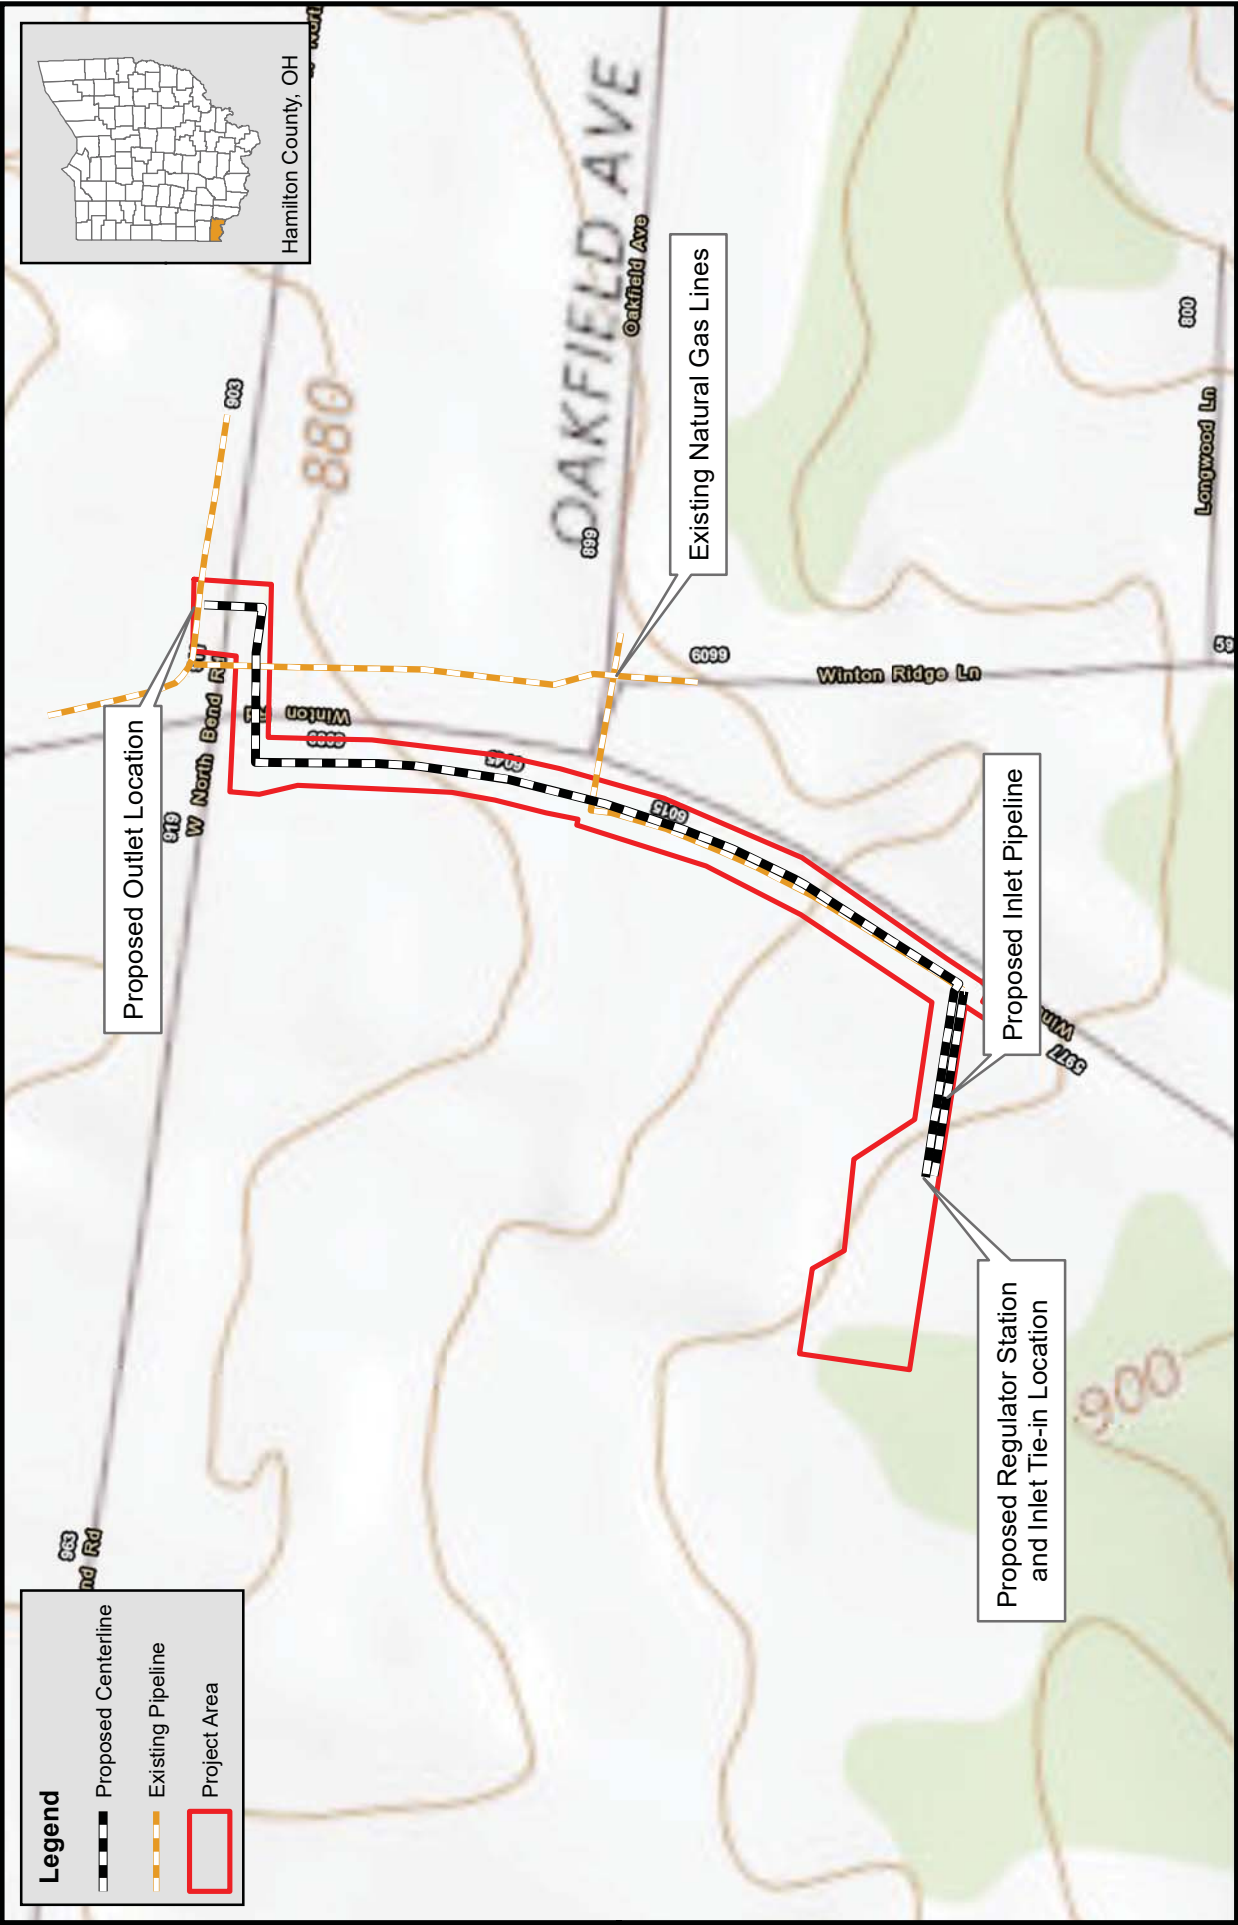 Legend
Proposed Centerline
Existing Pipeline
Project Area
Hamilton County, OH
Proposed Outlet Location
Existing Natural Gas Lines
Proposed Inlet Pipeline
Proposed Regulator Station
and Inlet Tie-in Location
963
nd Rd
919
W North Bend R
903
880
Winton
6045
6015
OAKFIELD AVE
Oakfield Ave
899
6099
Winton Ridge Ln
Longwood Ln
800
59
5977
900